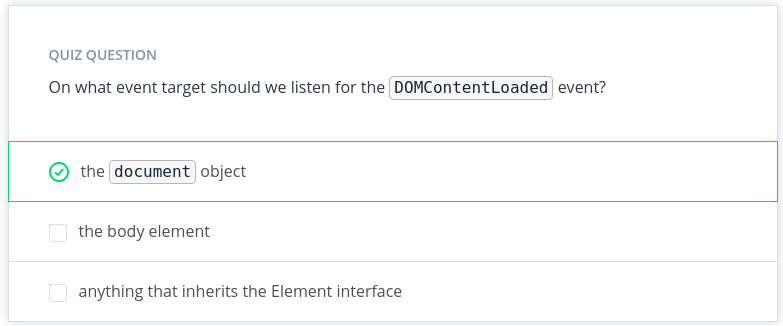 QUIZ QUESTION
On what event target should we listen for the DOMContentLoaded event?
the document object
the body element
anything that inherits the Element interface